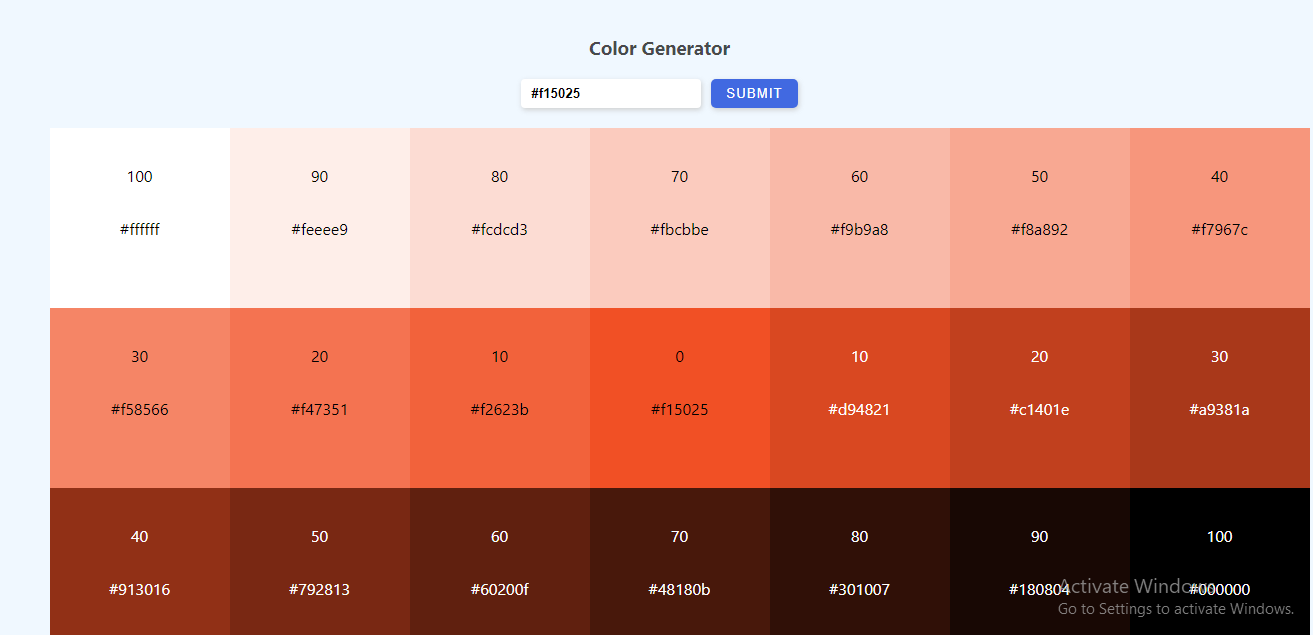 Color Generator
#f15025 SUBMIT
100 90 80 70 60 50 40
#ffffff #feeee9 #fcdcd3 #fbcbbe #f9b9a8 #f8a892 #f7967c
30 20 10 0 10 20 30
#f58566 #f47351 #f2623b #f15025 #d94821 #c1401e #a9381a
40 50 60 70 80 90 100
#913016 #792813 #60200f #48180b #301007 #180804 #000000
Activate Windows
Go to Settings to activate Windows.